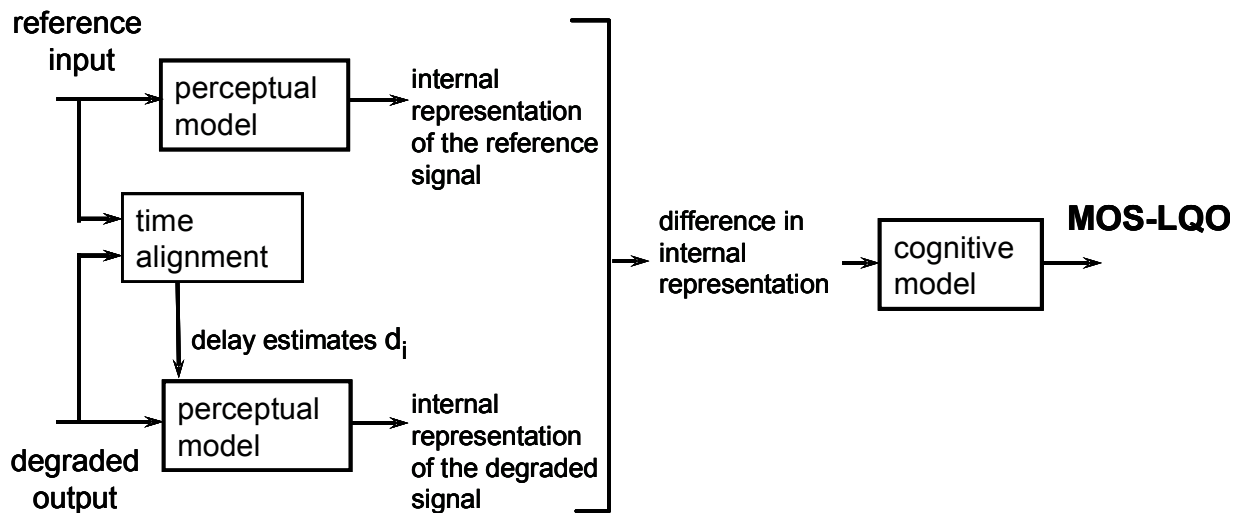 reference
input
perceptual
model
internal
representation
of the reference
signal
time
alignment
delay estimates di
perceptual
model
internal
representation
of the degraded
signal
degraded
output
difference in
internal
representation
cognitive
model
MOS-LQO